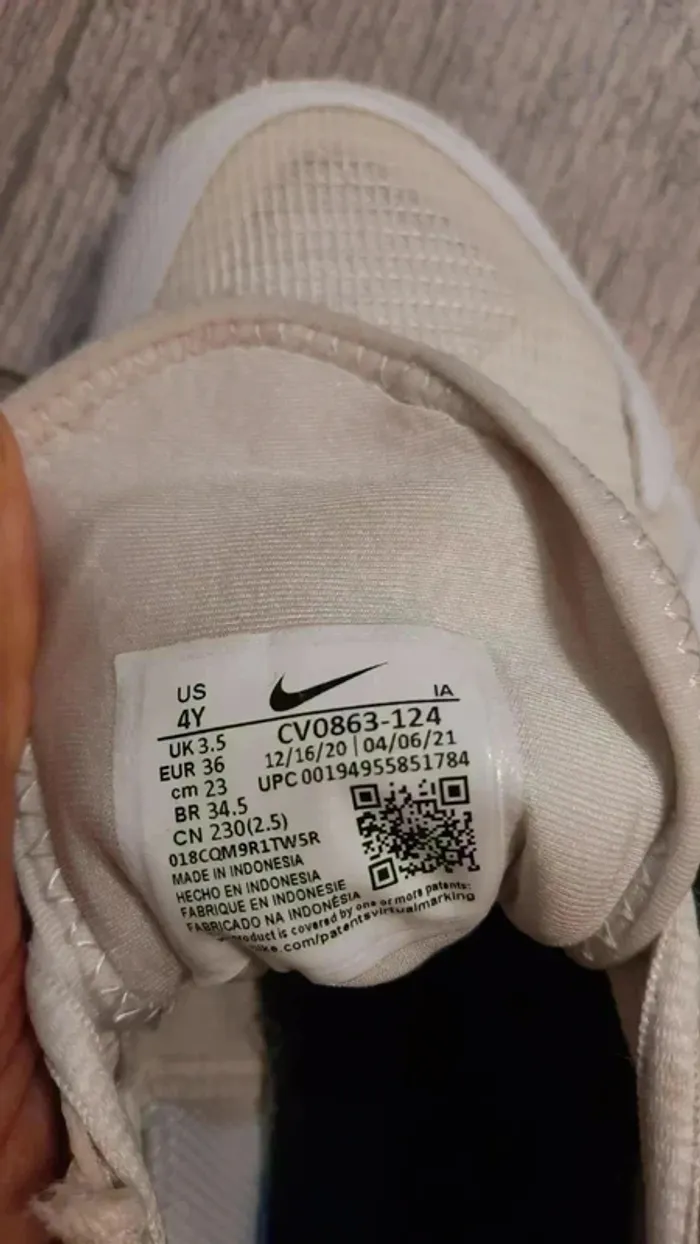 US
4Y
IA
UK 3.5
CV0863-124
EUR 36
12/16/20 | 04/06/21
cm 23
UPC 00194955851784
BR 34.5
CN 230(2.5)
018CQM9R1TW5R
MADE IN INDONESIA
HECHO EN INDONESIA
FABRIQUE EN INDONESIE
FABRICADO NA INDONÉSIA
product is covered by one or more patents:
.com/patentsvirtualmarking